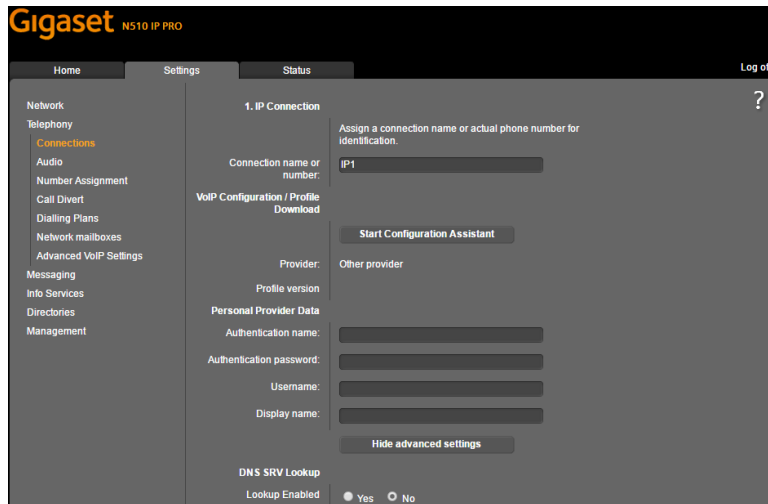 Gigaset N510 IP PRO
Home Settings Status Log of
?
Network
Telephony
Connections
Audio
Number Assignment
Call Divert
Dialling Plans
Network mailboxes
Advanced VoIP Settings
Messaging
Info Services
Directories
Management
1. IP Connection
Assign a connection name or actual phone number for
identification.
Connection name or
number:
IP1
VoIP Configuration / Profile
Download
Start Configuration Assistant
Provider: Other provider
Profile version
Personal Provider Data
Authentication name:
Authentication password:
Username:
Display name:
Hide advanced settings
DNS SRV Lookup
Lookup Enabled Yes No